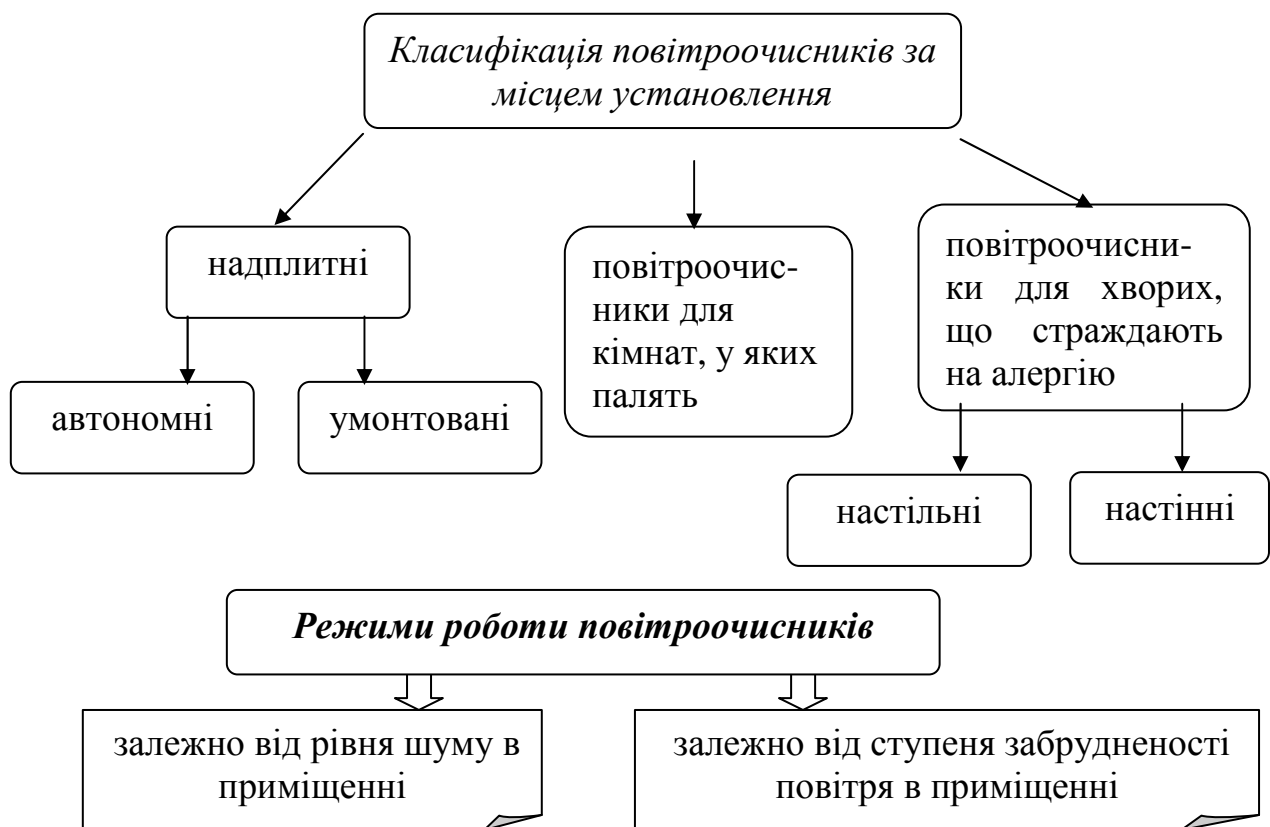 Класифікація повітроочисників за
місцем установлення
надплитні
повітроочис-
ники для
кімнат, у яких
палять
повітроочисни-
ки для хворих,
що страждають
на алергію
автономні
умонтовані
настільні
настінні
Режими роботи повітроочисників
залежно від рівня шуму в
приміщенні
залежно від ступеня забрудненості
повітря в приміщенні